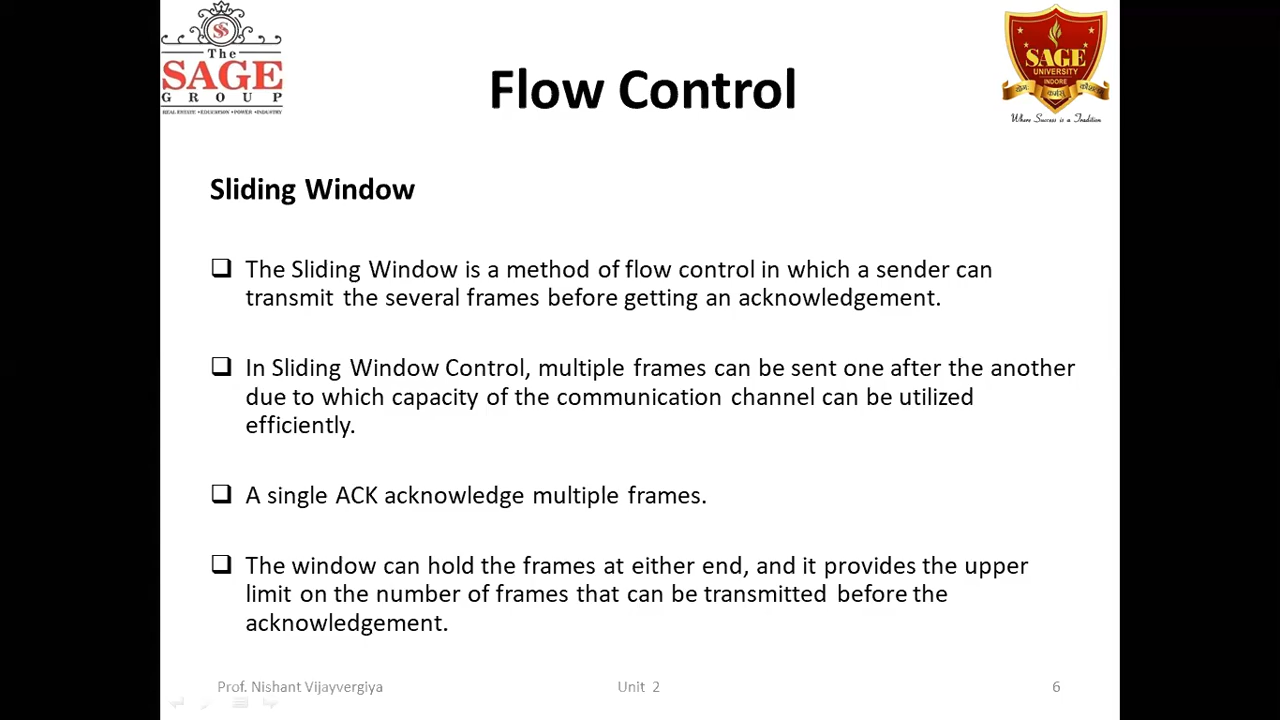 The
SAGE
GROUP
REAL ESTATE • EDUCATION • POWER • INDUSTRY
SAGE
UNIVERSITY
INDORE
योगः कर्मसु कौशलम्
Where Success is a Tradition
Flow Control
Sliding Window
The Sliding Window is a method of flow control in which a sender can
transmit the several frames before getting an acknowledgement.
In Sliding Window Control, multiple frames can be sent one after the another
due to which capacity of the communication channel can be utilized
efficiently.
A single ACK acknowledge multiple frames.
The window can hold the frames at either end, and it provides the upper
limit on the number of frames that can be transmitted before the
acknowledgement.
Prof. Nishant Vijayvergiya
Unit 2
6